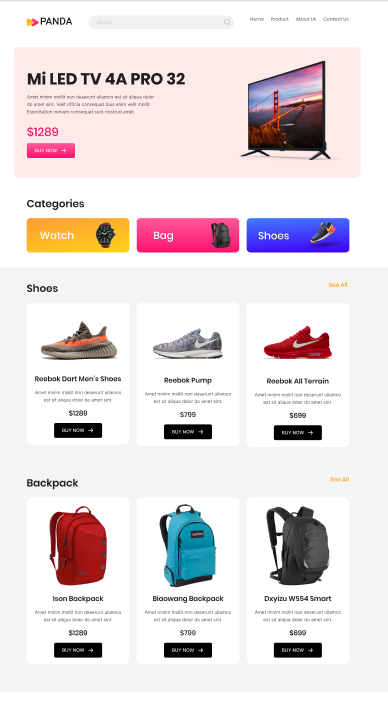 PANDA
Search
Home Product About Us Contact Us
Mi LED TV 4A PRO 32
Amet minim mollit non deserunt ullamco est sit aliqua dolor
do amet sint. Velit officia consequat duis enim velit mollit.
Exercitation veniam consequat sunt nostrud amet.
$1289
BUY NOW →
Categories
Watch
Bag
Shoes
Shoes
See All
Reebok Dart Men's Shoes
Amet minim mollit non deserunt ullamco
est sit aliqua dolor do amet sint.
$1289
BUY NOW →
Reebok Pump
Amet minim mollit non deserunt ullamco
est sit aliqua dolor do amet sint.
$799
BUY NOW →
Reebok All Terrain
Amet minim mollit non deserunt ullamco
est sit aliqua dolor do amet sint.
$699
BUY NOW →
Backpack
See All
Ison Backpack
Amet minim mollit non deserunt ullamco
est sit aliqua dolor do amet sint.
$1289
BUY NOW →
Biaowang Backpack
Amet minim mollit non deserunt ullamco
est sit aliqua dolor do amet sint.
$799
BUY NOW →
Dxyizu W554 Smart
Amet minim mollit non deserunt ullamco
est sit aliqua dolor do amet sint.
$699
BUY NOW →